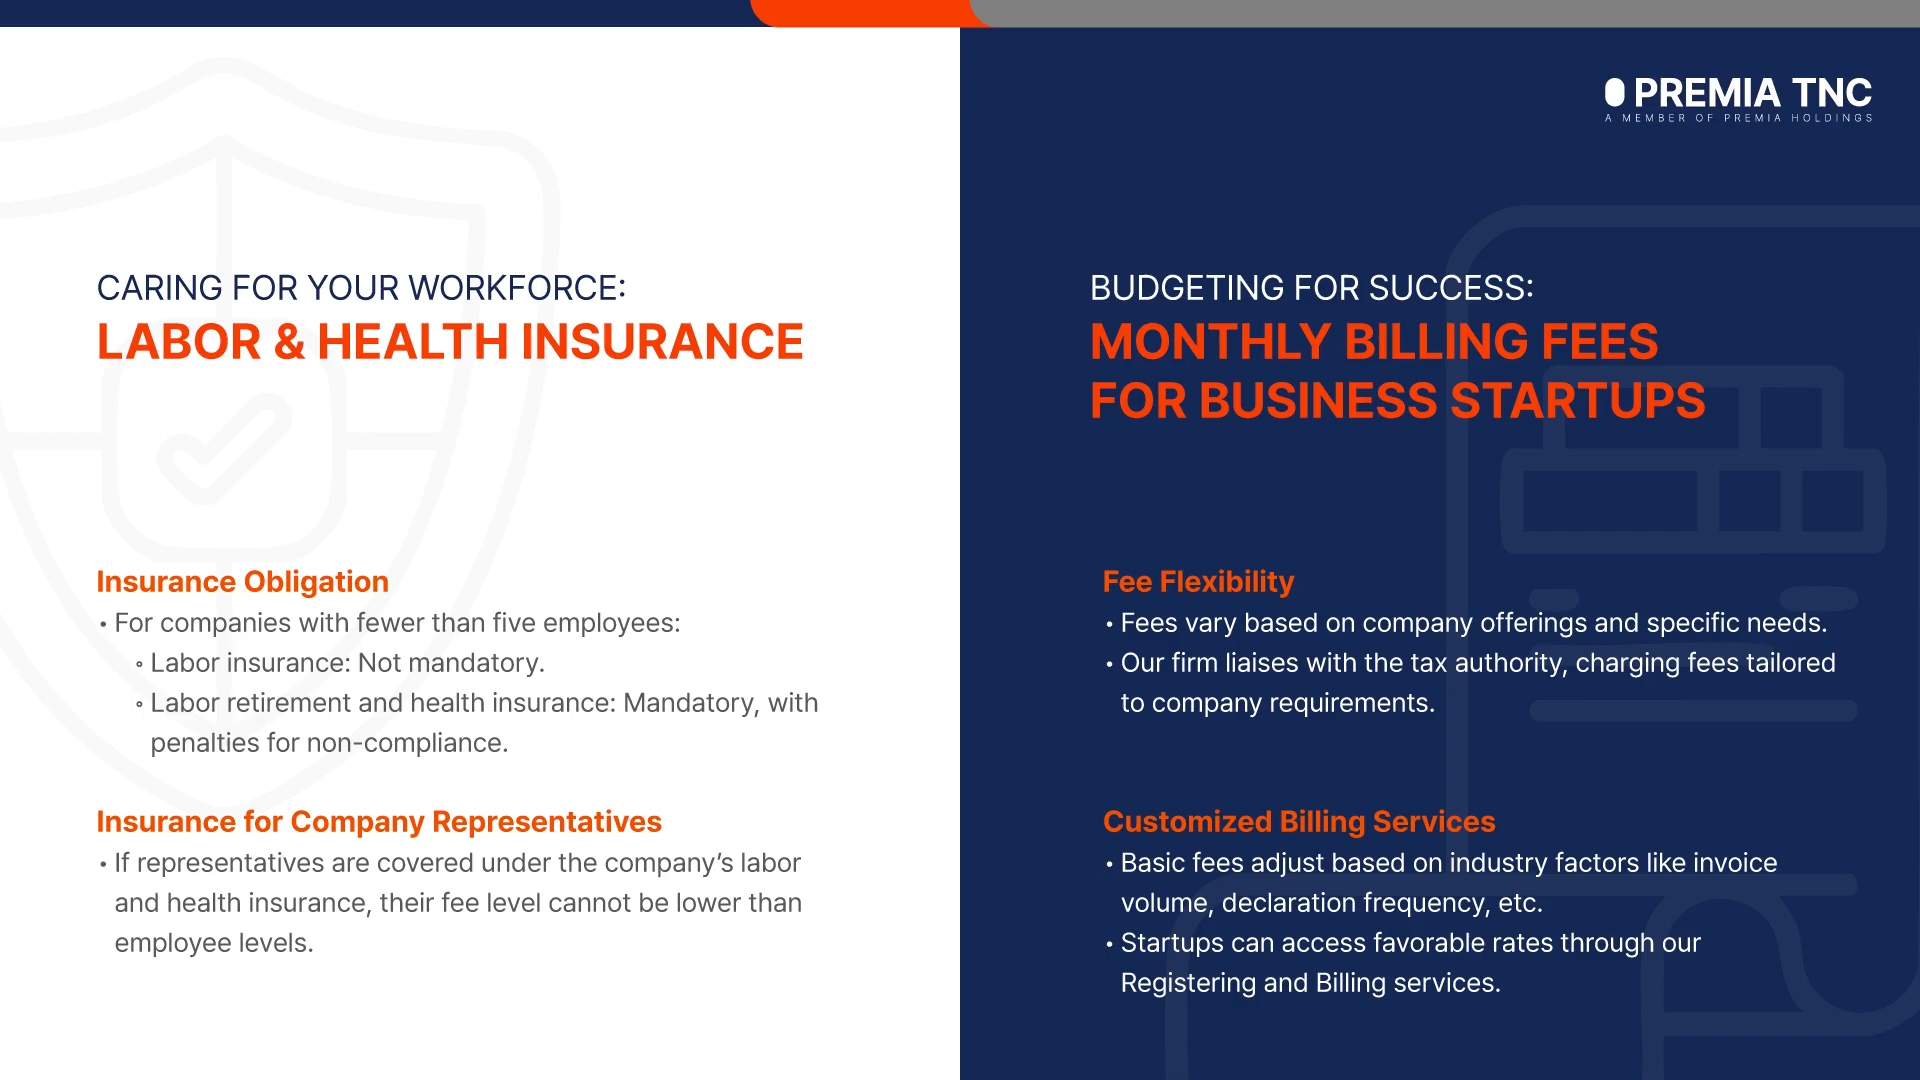 PREMIA TNC
A MEMBER OF PREMIA HOLDINGS
CARING FOR YOUR WORKFORCE:
LABOR & HEALTH INSURANCE
Insurance Obligation
• For companies with fewer than five employees:
◦ Labor insurance: Not mandatory.
◦ Labor retirement and health insurance: Mandatory, with
penalties for non-compliance.
Insurance for Company Representatives
• If representatives are covered under the company’s labor
and health insurance, their fee level cannot be lower than
employee levels.
BUDGETING FOR SUCCESS:
MONTHLY BILLING FEES
FOR BUSINESS STARTUPS
Fee Flexibility
• Fees vary based on company offerings and specific needs.
• Our firm liaises with the tax authority, charging fees tailored
to company requirements.
Customized Billing Services
• Basic fees adjust based on industry factors like invoice
volume, declaration frequency, etc.
• Startups can access favorable rates through our
Registering and Billing services.